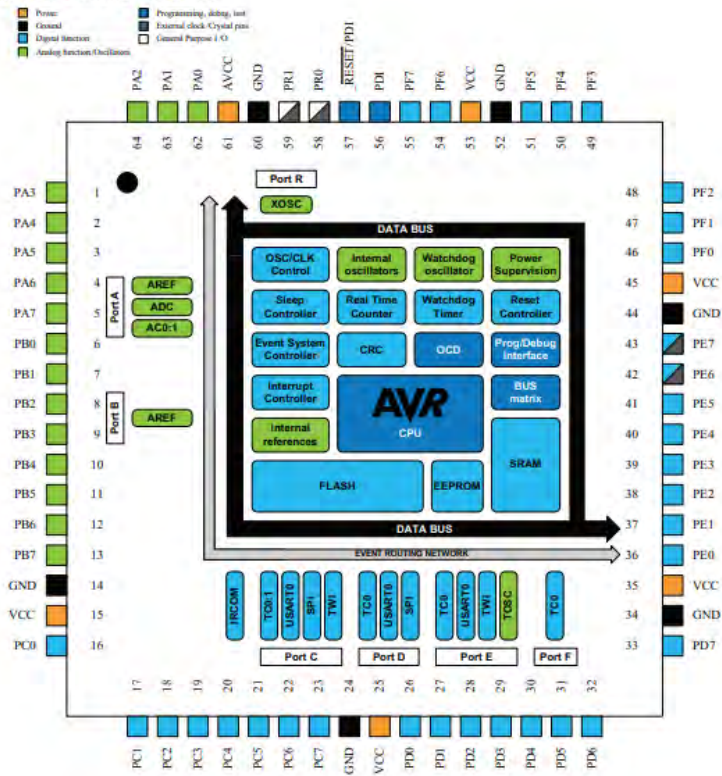 Power
Ground
Digital function
Analog function/Oscillators
Programming, debug, test
External clock/Crystal pins
General Purpose I/O
PA2 PA1 PA0 AVCC GND PR1 PR0 RESET/PDI PDI PF7 PF6 VCC GND PF5 PF4 PF3
64 63 62 61 60 59 58 57 56 55 54 53 52 51 50 49
Port R
XOSC
DATA BUS
OSC/CLK Control
Internal oscillators
Watchdog oscillator
Power Supervision
Sleep Controller
Real Time Counter
Watchdog Timer
Reset Controller
Event System Controller
CRC
OCD
Prog/Debug Interface
Interrupt Controller
AVR
CPU
BUS matrix
Internal references
SRAM
FLASH
EEPROM
DATA BUS
EVENT ROUTING NETWORK
PA3 1
PA4 2
PA5 3
PA6 4
PA7 5
PB0 6
PB1 7
PB2 8
PB3 9
PB4 10
PB5 11
PB6 12
PB7 13
GND 14
VCC 15
PC0 16
Port A
AREF
ADC
AC0:1
Port B
AREF
48 PF2
47 PF1
46 PF0
45 VCC
44 GND
43 PE7
42 PE6
41 PE5
40 PE4
39 PE3
38 PE2
37 PE1
36 PE0
35 VCC
34 GND
33 PD7
IRCOM
TC0:1
USART0
SPI
TWI
TC0
USART0
SPI
TC0
USART0
TWI
TOSC
TC0
Port C
Port D
Port E
Port F
17 18 19 20 21 22 23 24 25 26 27 28 29 30 31 32
PC1 PC2 PC3 PC4 PC5 PC6 PC7 GND VCC PD0 PD1 PD2 PD3 PD4 PD5 PD6